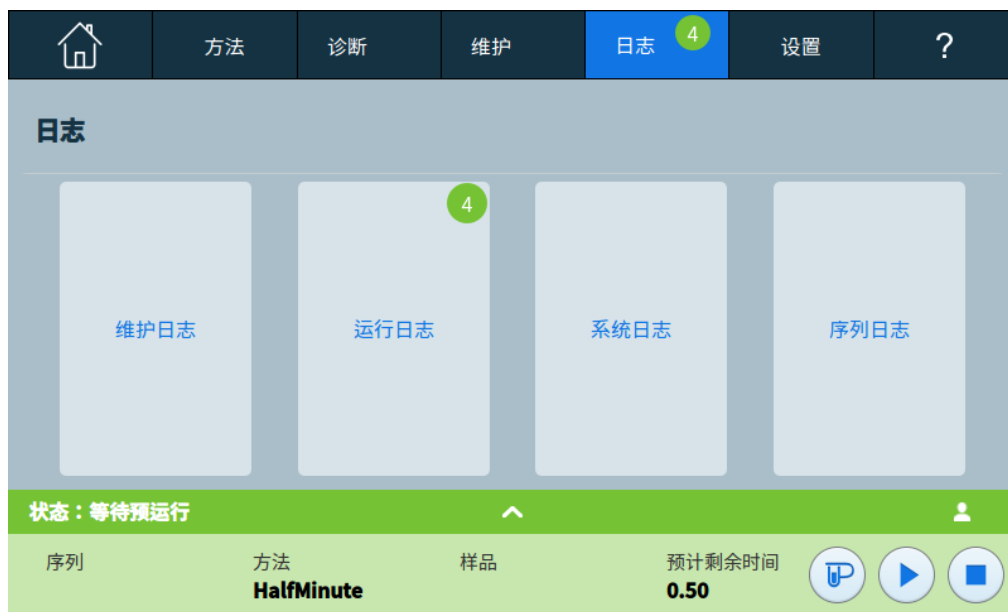 方法 诊断 维护 日志 4 设置 ?
日志
4
维护日志 运行日志 系统日志 序列日志
状态：等待预运行
序列 方法 样品 预计剩余时间
HalfMinute 0.50